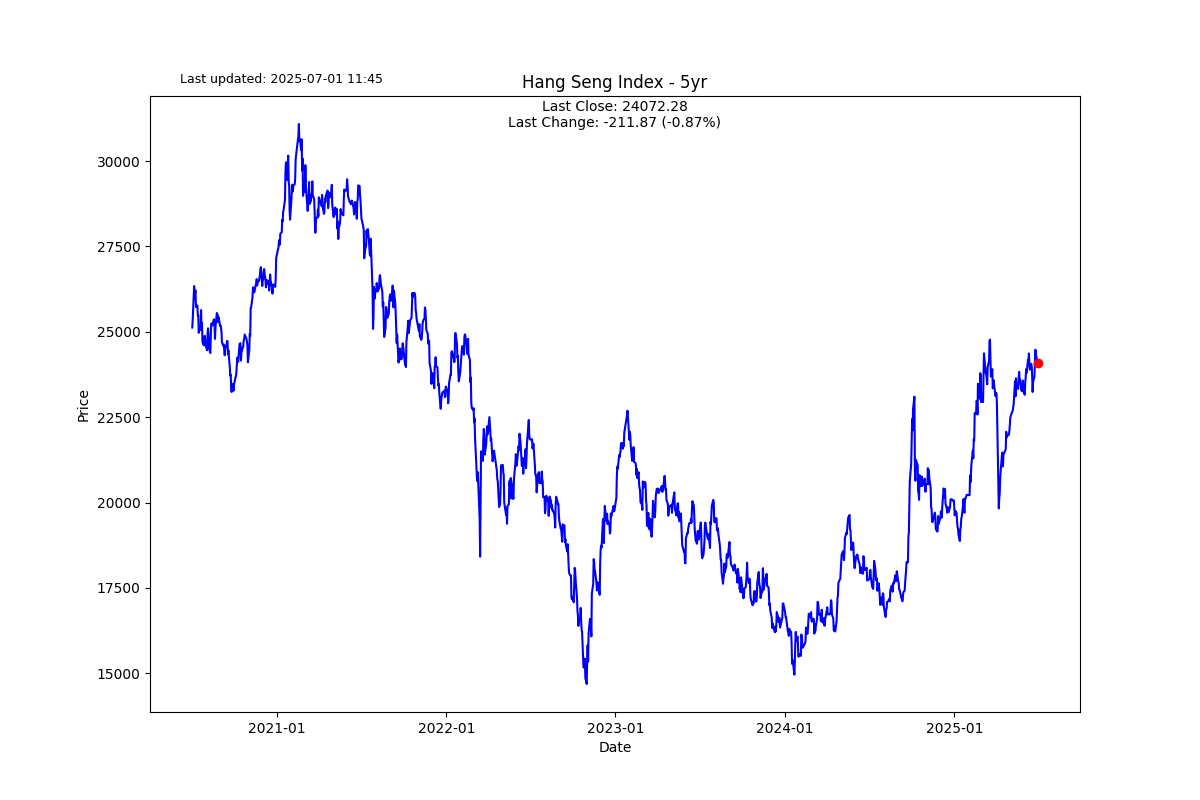 Last updated: 2025-07-01 11:45
Hang Seng Index - 5yr
Last Close: 24072.28
Last Change: -211.87 (-0.87%)
30000
27500
25000
22500
20000
17500
15000
Price
2021-01
2022-01
2023-01
2024-01
2025-01
Date